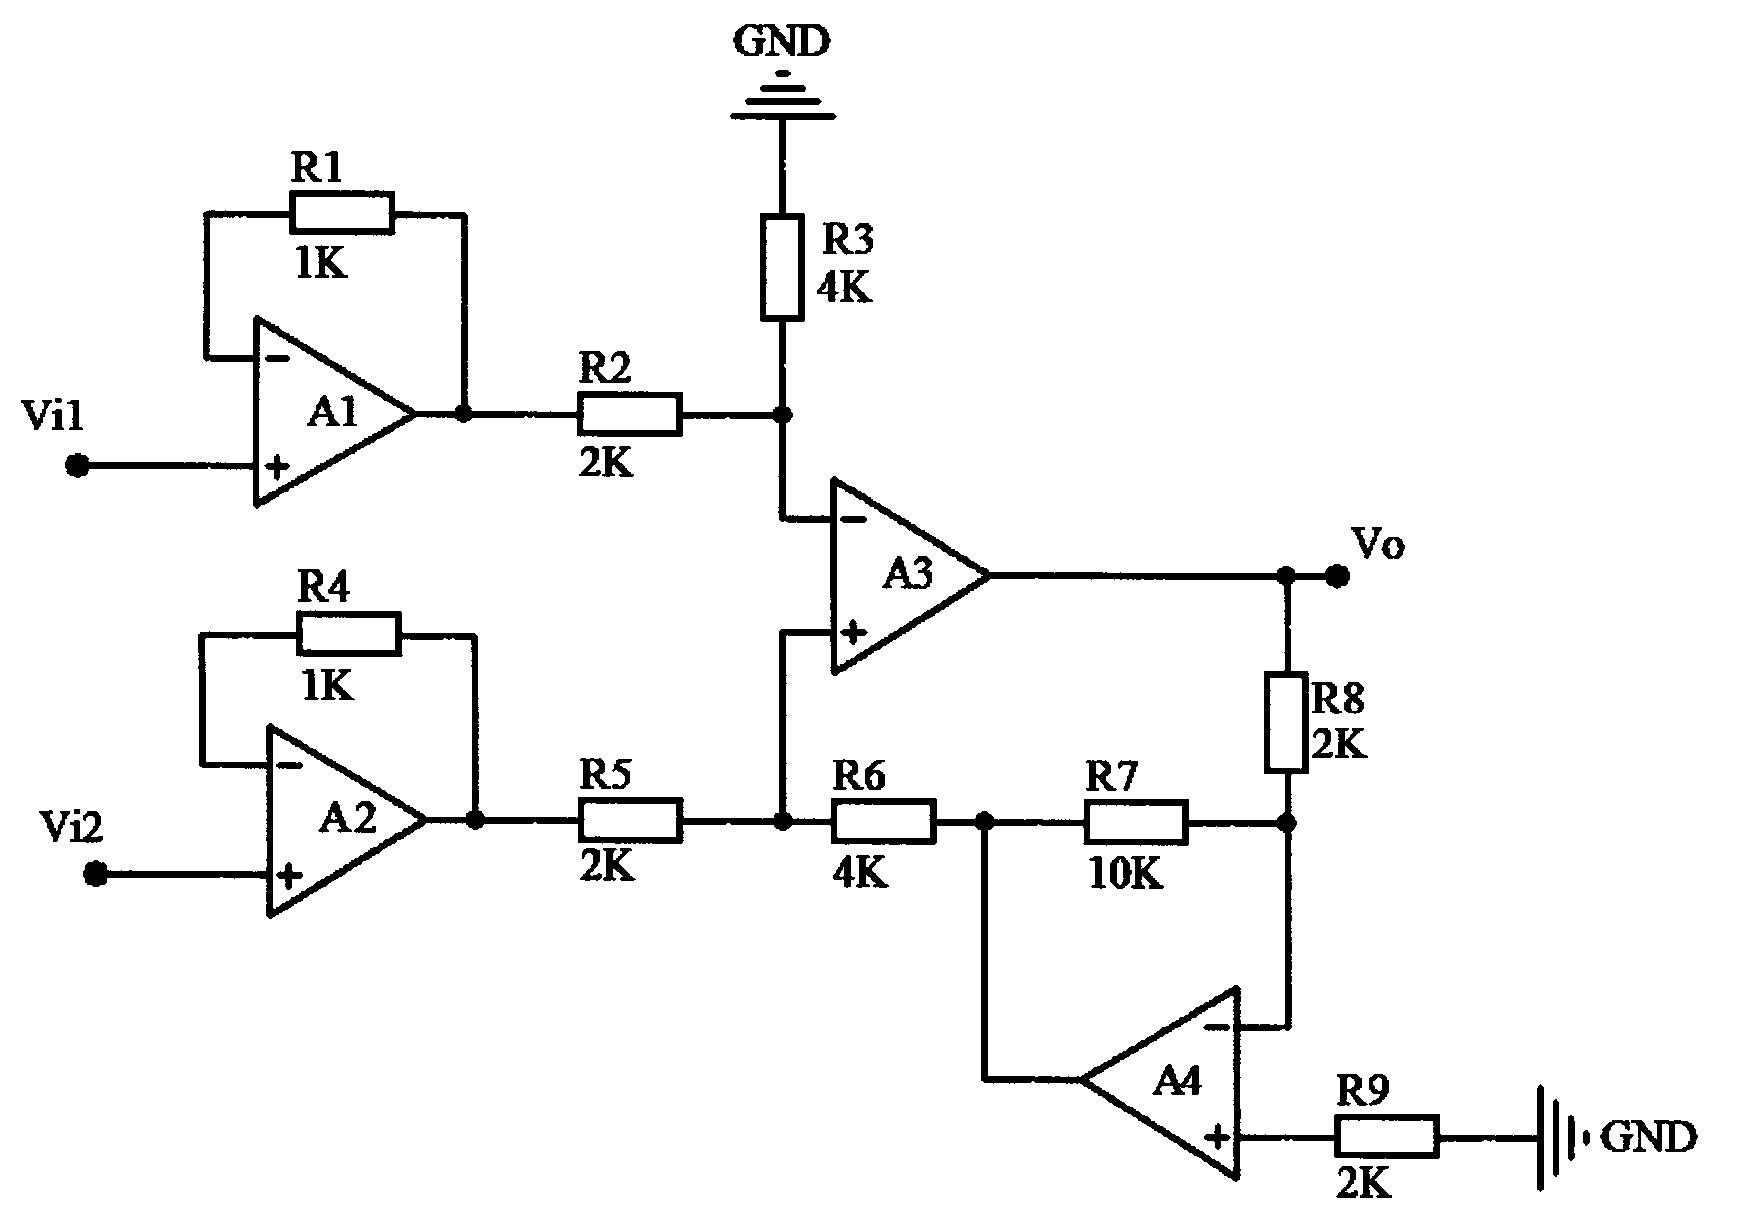 GND
R1
1K
R3
4K
Vi1
-
A1
+
R2
2K
-
A3
+
Vo
R4
1K
R8
2K
Vi2
-
A2
+
R5
2K
R6
4K
R7
10K
-
A4
+
R9
2K
GND